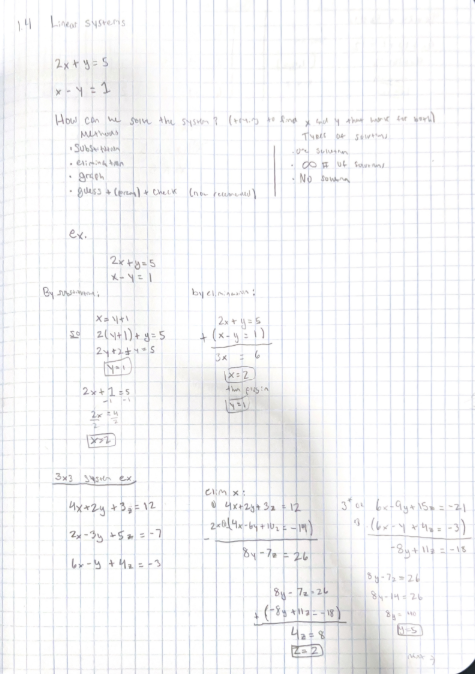 1.4 Linear Systems
2x + y = 5
x - y = 1
How can we solve the system? to find x and y that work for both)
Methods
• Substitution
• elimination
• graph
• guess + + check (not recommended)
Types of solutions
• one solution
• ∞ # of solutions
• No solution
ex.
2x + y = 5
x - y = 1
By substitution:
x = y + 1
so 2(y+1) + y = 5
2y + 2 + y = 5
y = 1
2x + 1 = 5
-1 -1
2x = 4
2 2
x = 2
by elimination:
2x + y = 5
+ (x - y = 1)
3x = 6
x = 2
then plug in
y = 1
3x3 system ex
4x + 2y + 3z = 12
2x - 3y + 5z = -7
6x - y + 4z = -3
elim x:
① 4x + 2y + 3z = 12
(4x - 6y + 10z = -14)
8y - 7z = 26
8y - 7z = 26
+ (-8y + 11z = -18)
4z = 8
z = 2
6x - 9y + 15z = -21
(6x - y + 4z = -3)
-8y + 11z = -18
8y - 7z = 26
8y - 14 = 26
8y = 40
y = 5